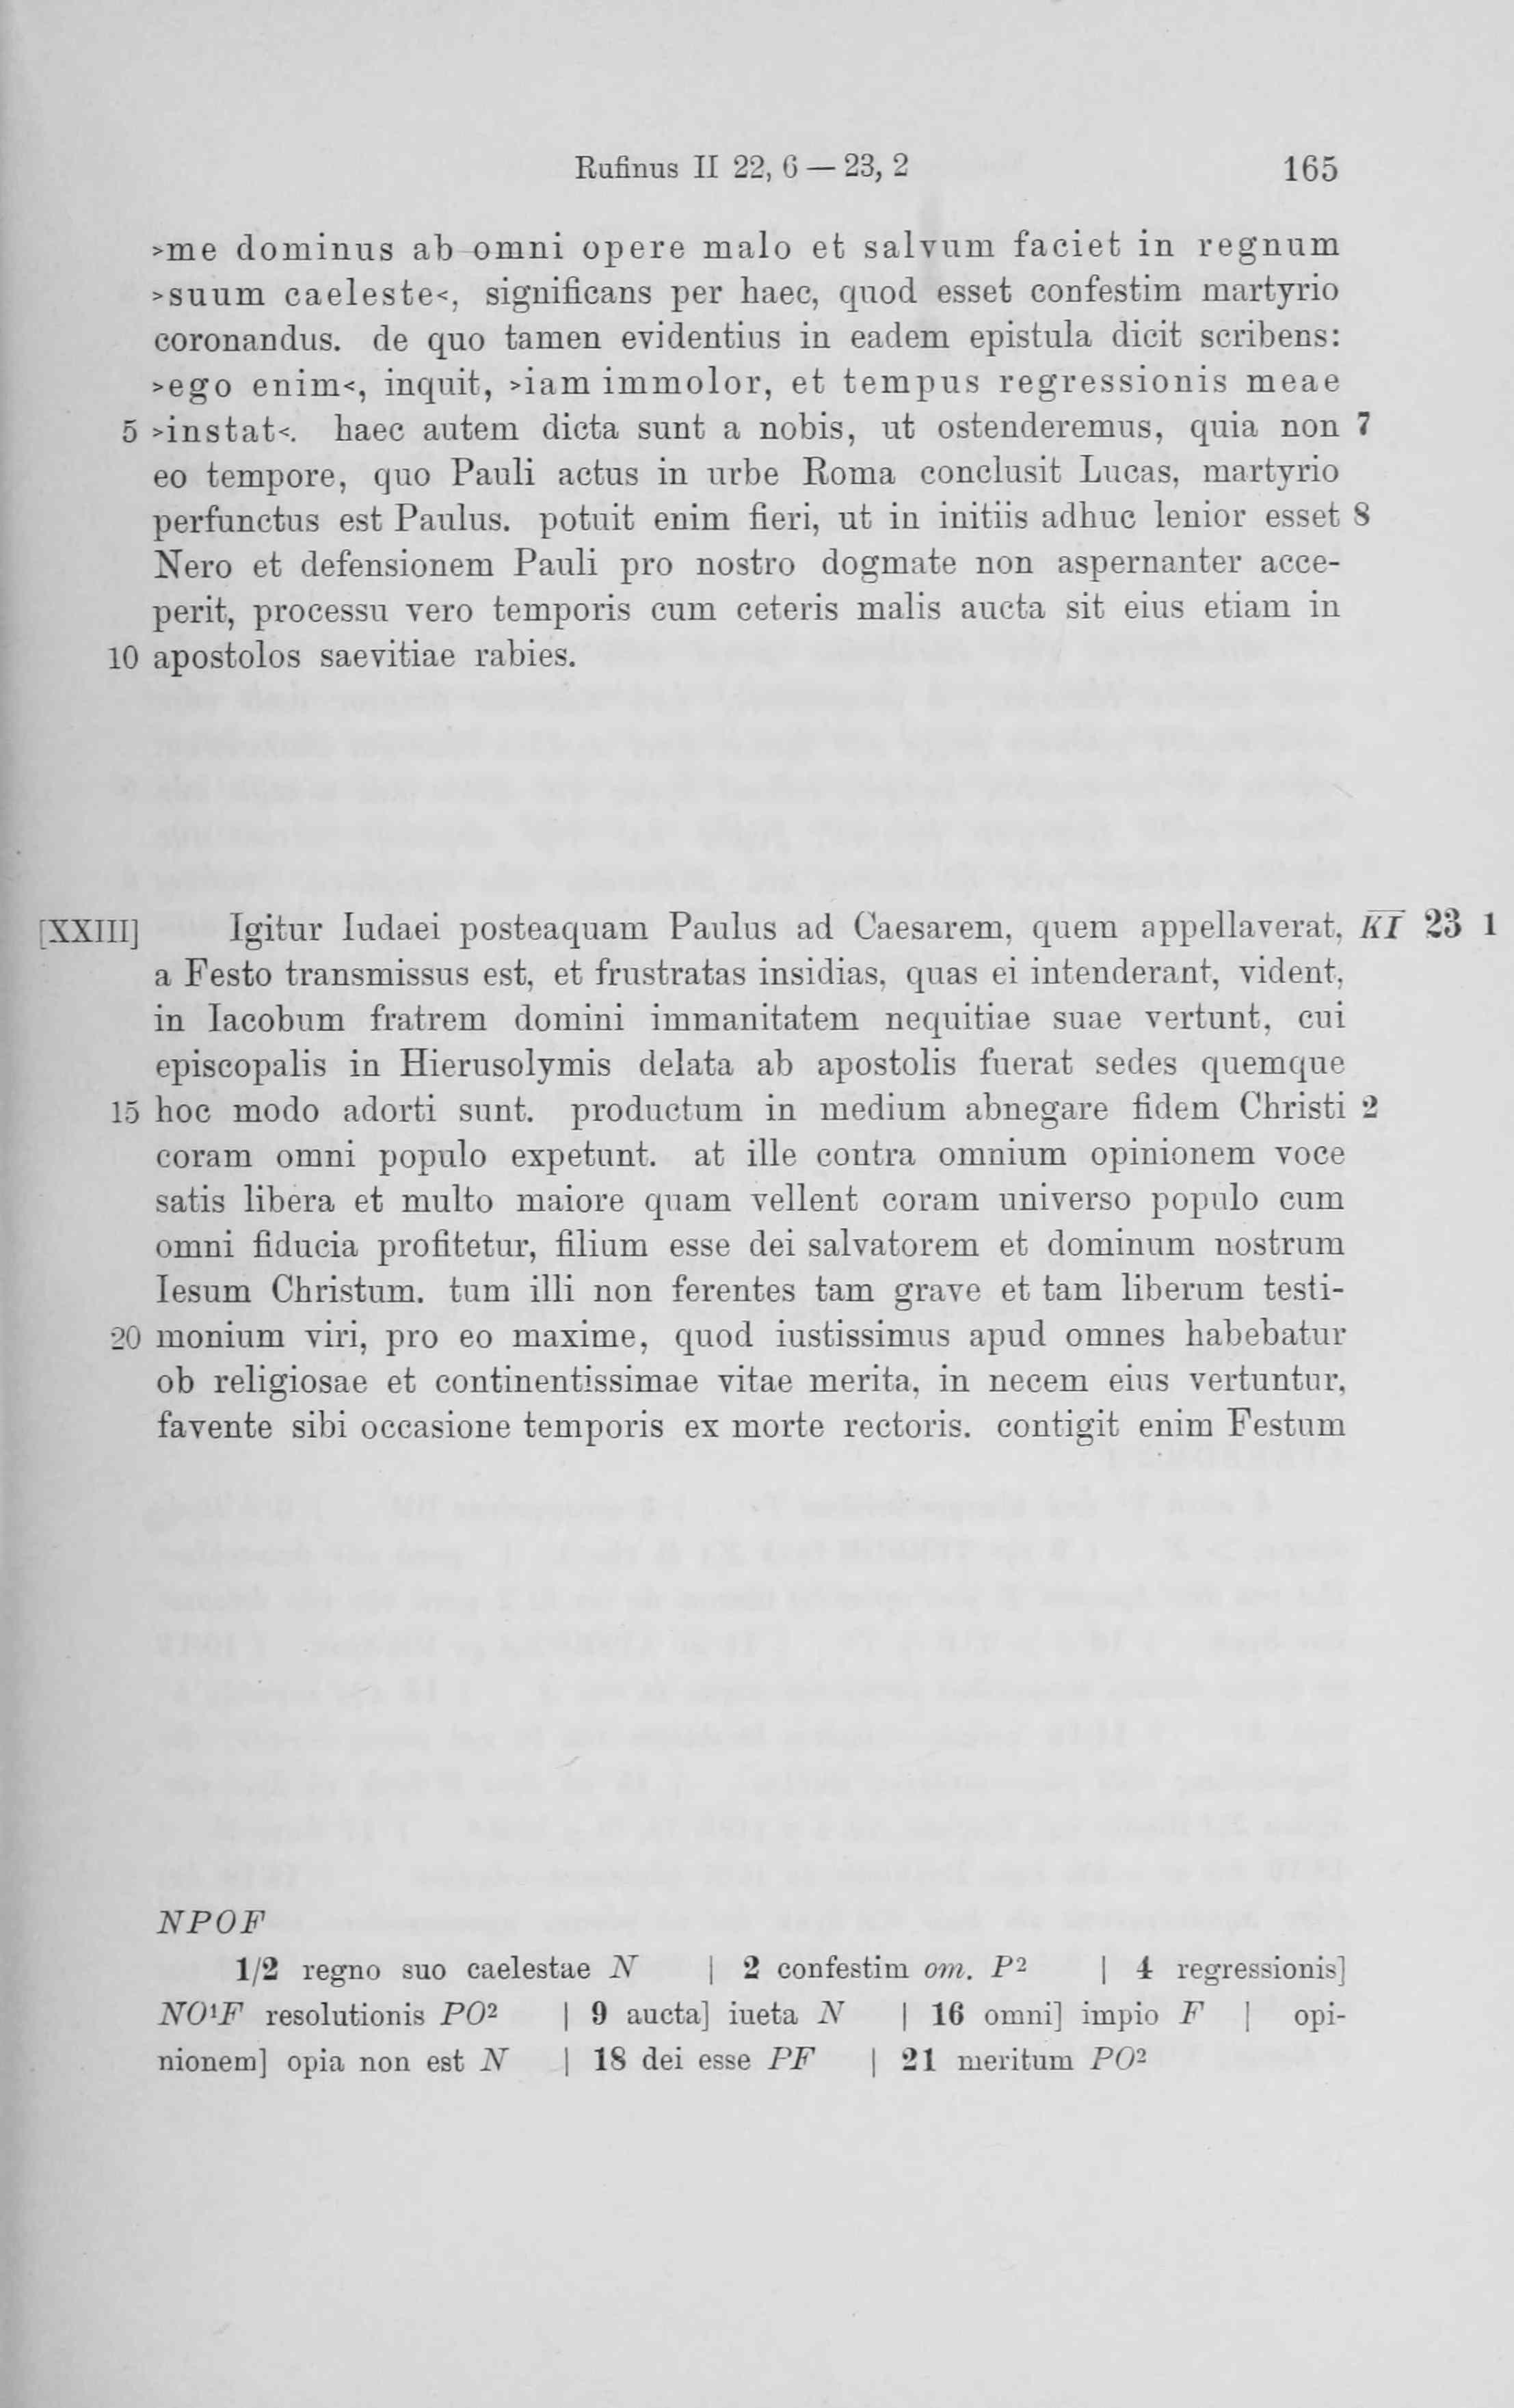 Rufinus II 22, 6 — 23, 2 165
>me dominus ab omni opere malo et salvum faciet in regnum
>suum caeleste<, significans per haec, quod esset confestim martyrio
coronandus. de quo tamen evidentius in eadem epistula dicit scribens:
>ego enim<, inquit, >iam immolor, et tempus regressionis meae
5 >instat<. haec autem dicta sunt a nobis, ut ostenderemus, quia non 7
eo tempore, quo Pauli actus in urbe Roma conclusit Lucas, martyrio
perfunctus est Paulus. potuit enim fieri, ut in initiis adhuc lenior esset 8
Nero et defensionem Pauli pro nostro dogmate non aspernanter acce-
perit, processu vero temporis cum ceteris malis aucta sit eius etiam in
10 apostolos saevitiae rabies.
[XXIII] Igitur Iudaei posteaquam Paulus ad Caesarem, quem appellaverat, K̅I̅ 23 1
a Festo transmissus est, et frustratas insidias, quas ei intenderant, vident,
in Iacobum fratrem domini immanitatem nequitiae suae vertunt, cui
episcopalis in Hierusolymis delata ab apostolis fuerat sedes quemque
15 hoc modo adorti sunt. productum in medium abnegare fidem Christi 2
coram omni populo expetunt. at ille contra omnium opinionem voce
satis libera et multo maiore quam vellent coram universo populo cum
omni fiducia profitetur, filium esse dei salvatorem et dominum nostrum
Iesum Christum. tum illi non ferentes tam grave et tam liberum testi-
20 monium viri, pro eo maxime, quod iustissimus apud omnes habebatur
ob religiosae et continentissimae vitae merita, in necem eius vertuntur,
favente sibi occasione temporis ex morte rectoris. contigit enim Festum
NPOF
1/2 regno suo caelestae N | 2 confestim om. P² | 4 regressionis]
NO¹F resolutionis PO² | 9 aucta] iueta N | 16 omni] impio F | opi-
nionem] opia non est N | 18 dei esse PF | 21 meritum PO²